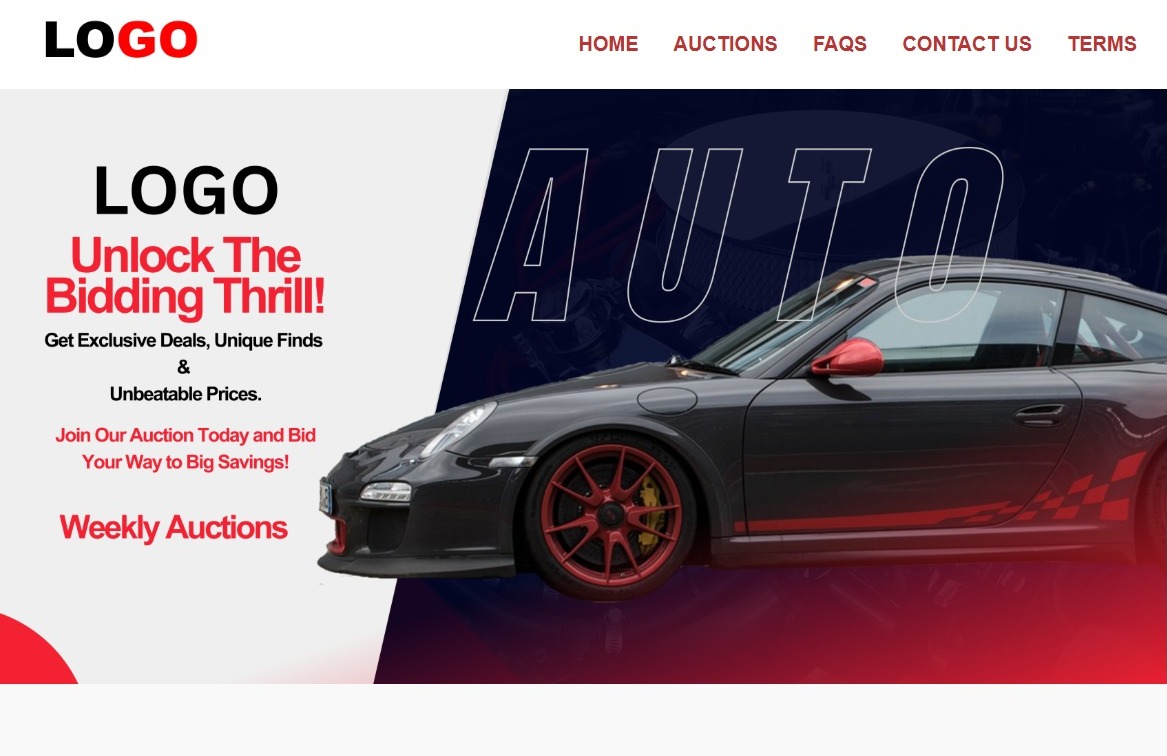 LOGO
HOME AUCTIONS FAQS CONTACT US TERMS
AUTO
LOGO
Unlock The
Bidding Thrill!
Get Exclusive Deals, Unique Finds
&
Unbeatable Prices.
Join Our Auction Today and Bid
Your Way to Big Savings!
Weekly Auctions